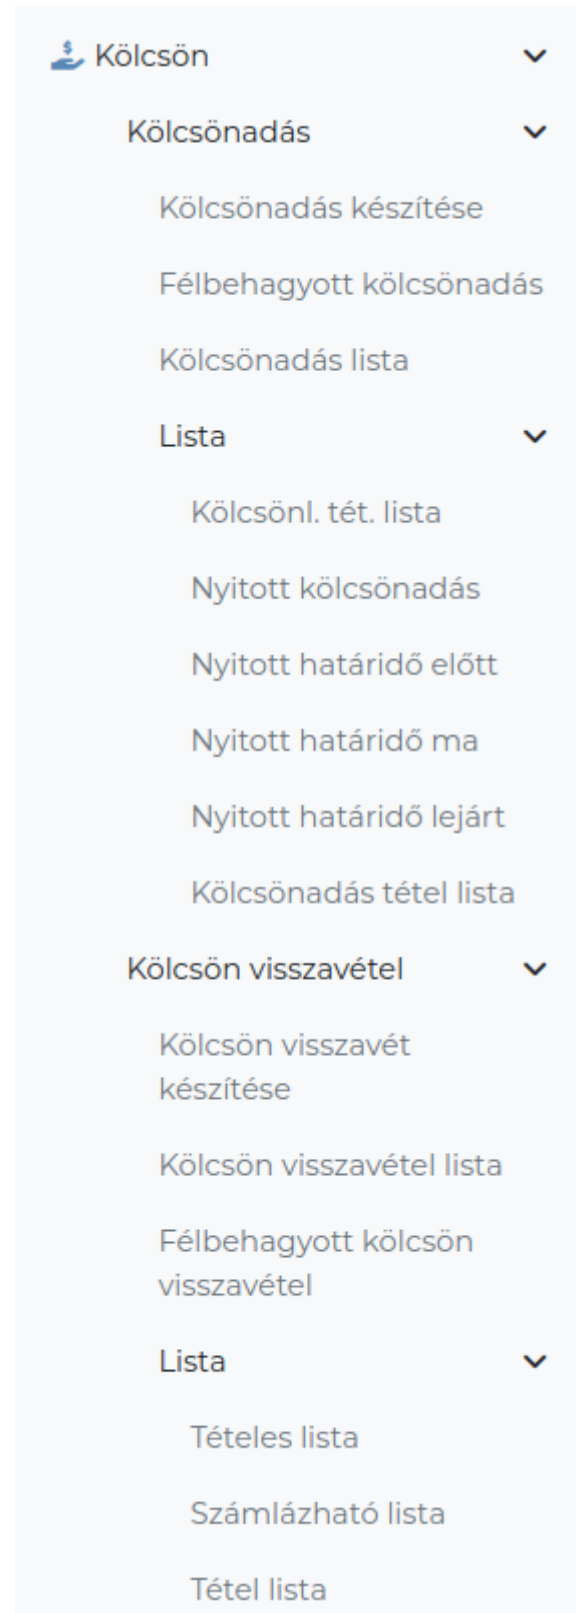 Kölcsön
Kölcsönadás
Kölcsönadás készítése
Félbehagyott kölcsönadás
Kölcsönadás lista
Lista
Kölcsönl. tét. lista
Nyitott kölcsönadás
Nyitott határidő előtt
Nyitott határidő ma
Nyitott határidő lejárt
Kölcsönadás tétel lista
Kölcsön visszavétel
Kölcsön visszavét
készítése
Kölcsön visszavétel lista
Félbehagyott kölcsön
visszavétel
Lista
Tételes lista
Számlázható lista
Tétel lista